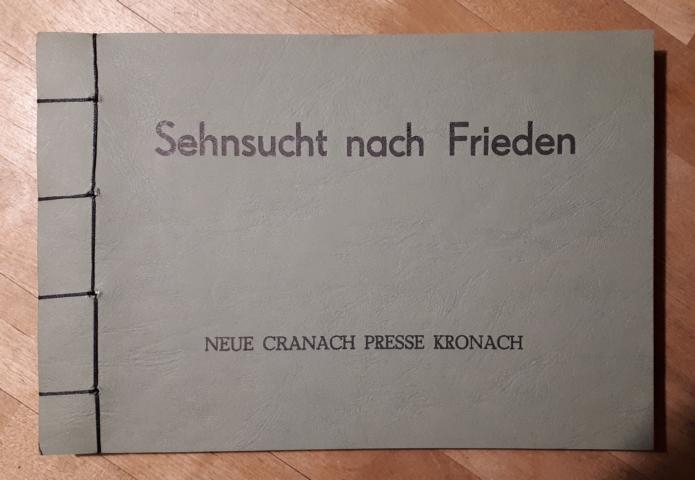 Sehnsucht nach Frieden
NEUE CRANACH PRESSE KRONACH